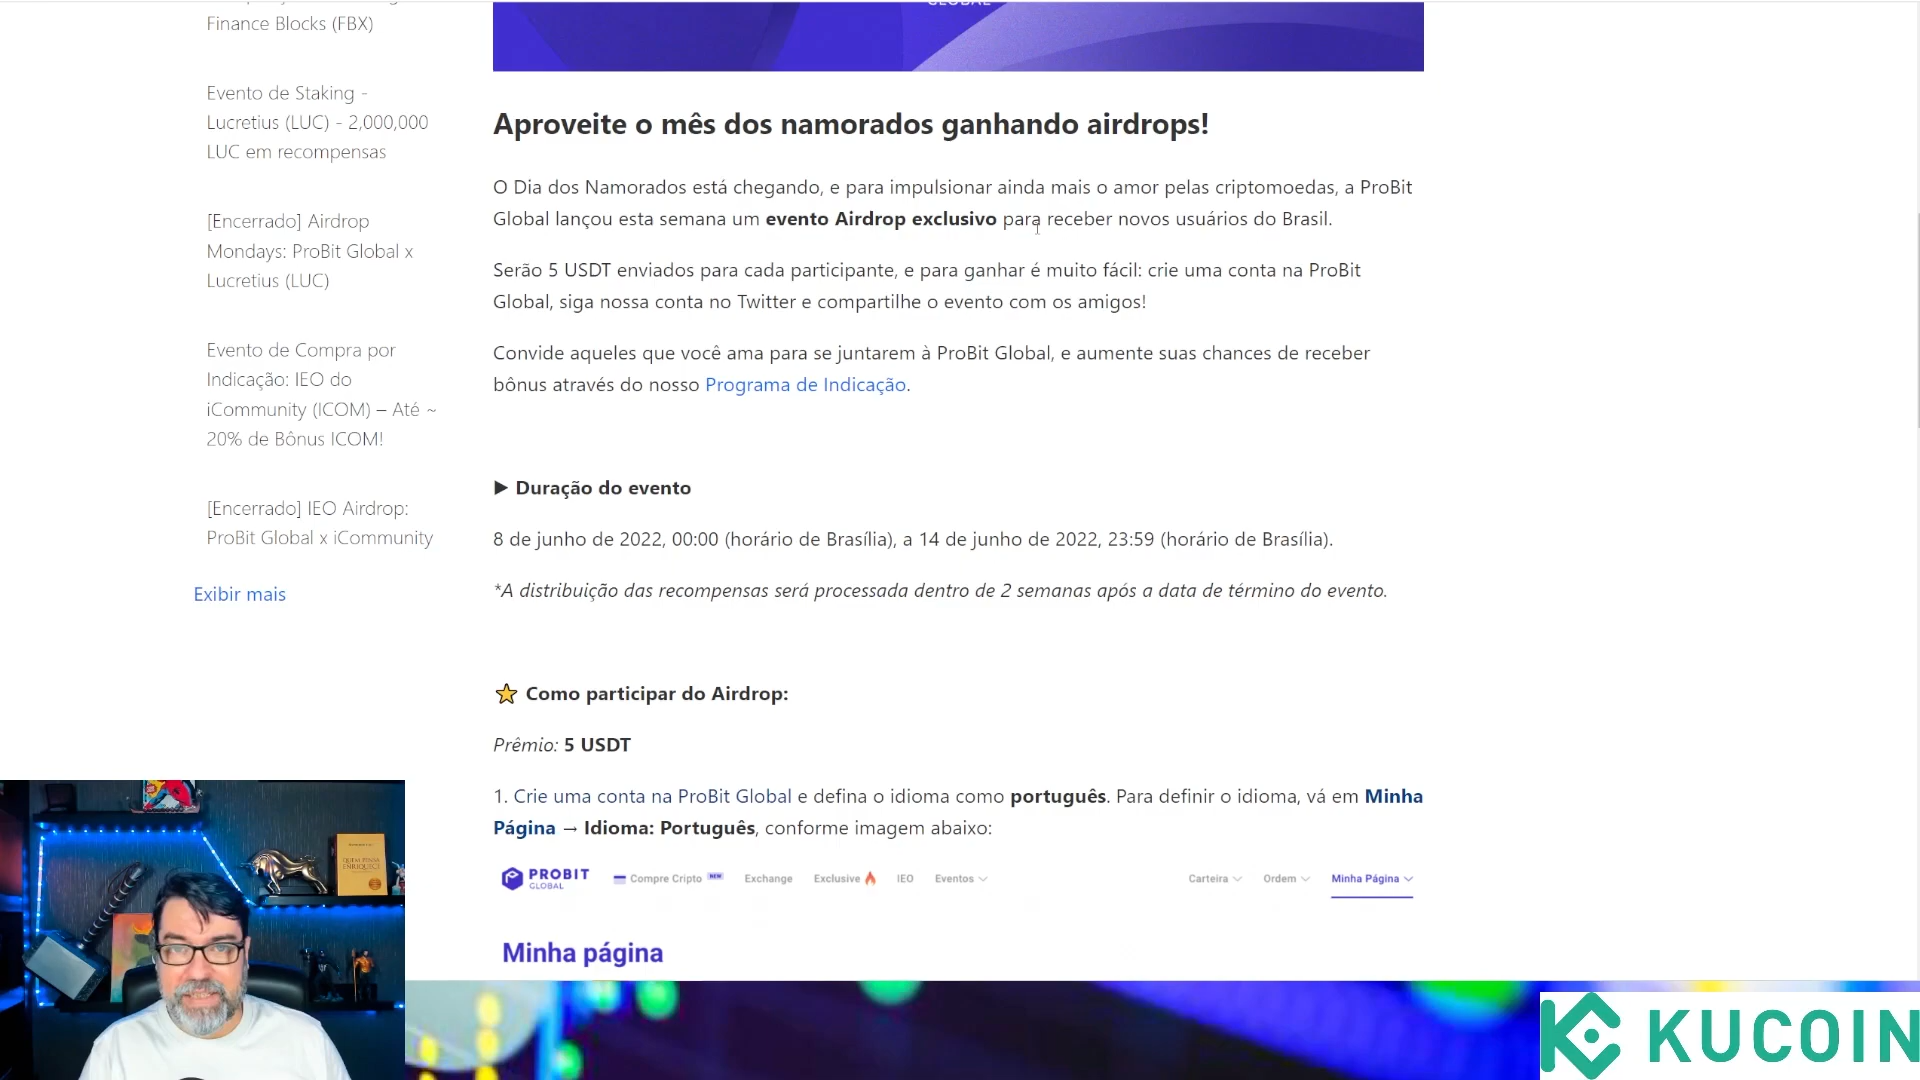 GLOBAL
Finance Blocks (FBX)
Evento de Staking -
Lucretius (LUC) - 2,000,000
LUC em recompensas
[Encerrado] Airdrop
Mondays: ProBit Global x
Lucretius (LUC)
Evento de Compra por
Indicação: IEO do
iCommunity (ICOM) – Até ~
20% de Bônus ICOM!
[Encerrado] IEO Airdrop:
ProBit Global x iCommunity
Exibir mais
Aproveite o mês dos namorados ganhando airdrops!
O Dia dos Namorados está chegando, e para impulsionar ainda mais o amor pelas criptomoedas, a ProBit
Global lançou esta semana um evento Airdrop exclusivo para receber novos usuários do Brasil.
Serão 5 USDT enviados para cada participante, e para ganhar é muito fácil: crie uma conta na ProBit
Global, siga nossa conta no Twitter e compartilhe o evento com os amigos!
Convide aqueles que você ama para se juntarem à ProBit Global, e aumente suas chances de receber
bônus através do nosso Programa de Indicação.
► Duração do evento
8 de junho de 2022, 00:00 (horário de Brasília), a 14 de junho de 2022, 23:59 (horário de Brasília).
*A distribuição das recompensas será processada dentro de 2 semanas após a data de término do evento.
⭐ Como participar do Airdrop:
Prêmio: 5 USDT
1. Crie uma conta na ProBit Global e defina o idioma como português. Para definir o idioma, vá em Minha
Página → Idioma: Português, conforme imagem abaixo:
PROBIT GLOBAL Compre Cripto NEW Exchange Exclusive IEO Eventos Carteira Ordem Minha Página
Minha página
QUEM PENSA
ENRIQUECE
KUCOIN